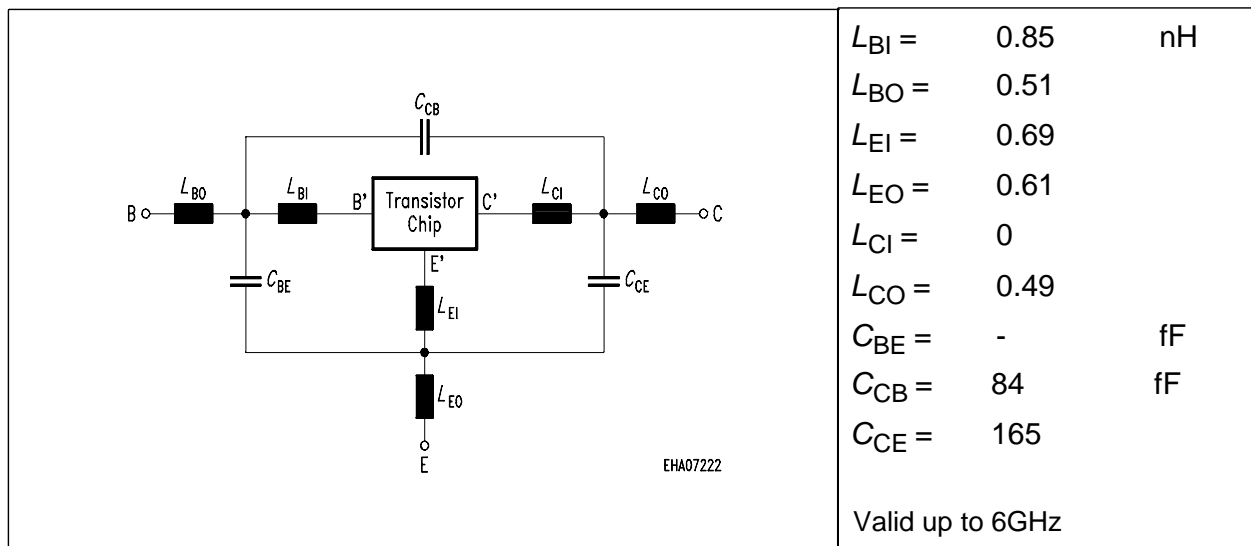 C_CB
L_BO
L_BI
L_CI
L_CO
B
B'
Transistor
Chip
C'
C
E'
C_BE
L_EI
C_CE
L_EO
E
EHA07222
L_BI = 0.85 nH
L_BO = 0.51
L_EI = 0.69
L_EO = 0.61
L_CI = 0
L_CO = 0.49
C_BE = - fF
C_CB = 84 fF
C_CE = 165
Valid up to 6GHz